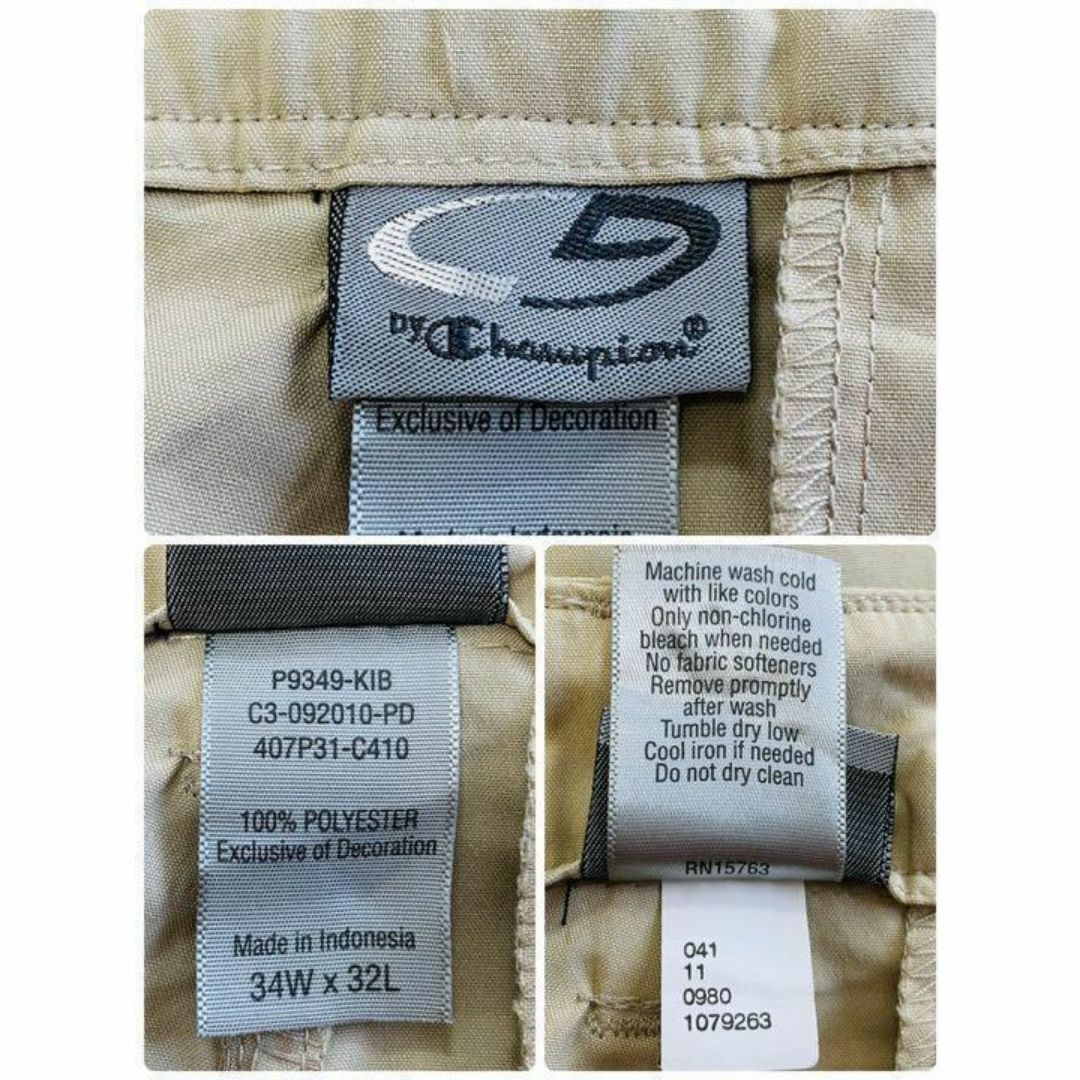 by Champion®
Exclusive of Decoration
Made in Indonesia
P9349-KIB
C3-092010-PD
407P31-C410
100% POLYESTER
Exclusive of Decoration
Made in Indonesia
34W x 32L
Machine wash cold
with like colors
Only non-chlorine
bleach when needed
No fabric softeners
Remove promptly
after wash
Tumble dry low
Cool iron if needed
Do not dry clean
RN15763
041
11
0980
1079263